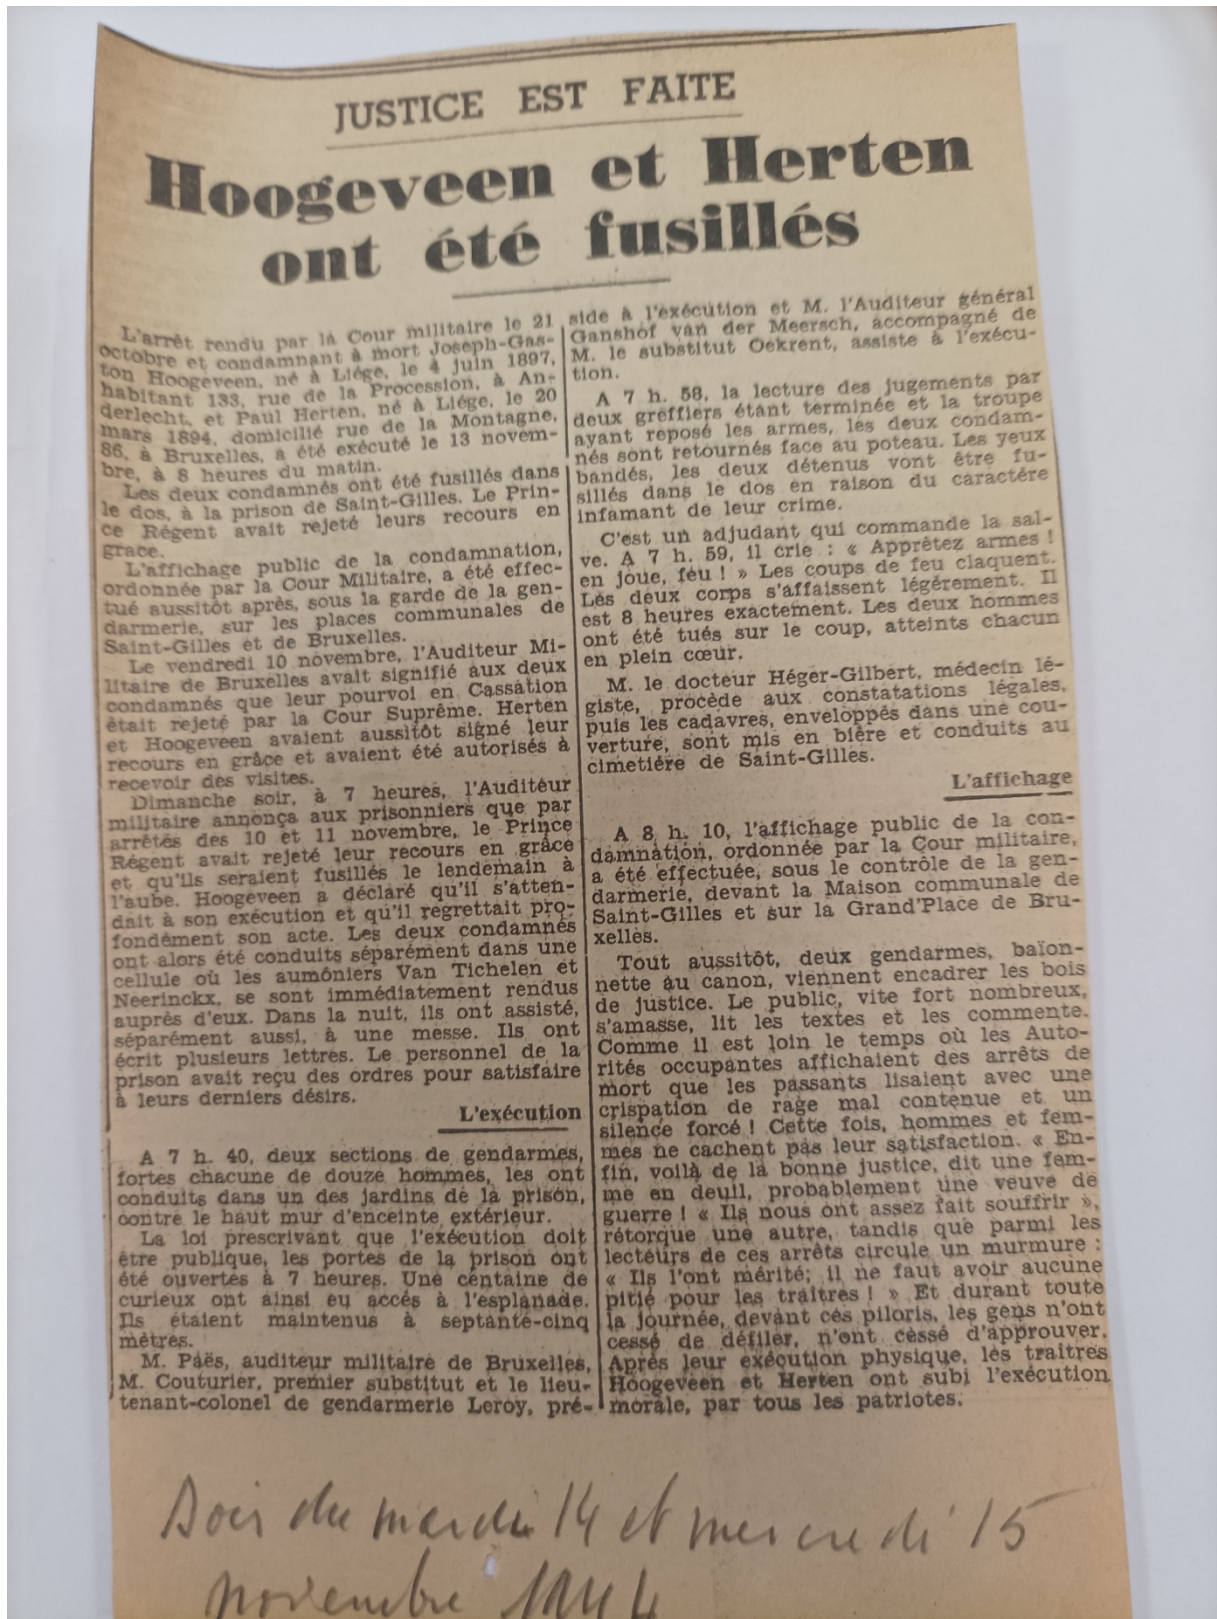 JUSTICE EST FAITE
Hoogeveen et Herten
ont été fusillés
L'arrêt rendu par la Cour militaire le 21
octobre et condamnant à mort Joseph-Gas-
ton Hoogeveen, né à Liége, le 4 juin 1897,
habitant 133, rue de la Procession, à An-
derlecht, et Paul Herten, né à Liége, le 20
mars 1894, domicilié rue de la Montagne,
86, à Bruxelles, a été exécuté le 13 novem-
bre, à 8 heures du matin.
Les deux condamnés ont été fusillés dans
le dos, à la prison de Saint-Gilles. Le Prin-
ce Régent avait rejeté leurs recours en
grace.
L'affichage public de la condamnation,
ordonnée par la Cour Militaire, a été effec-
tué aussitôt après, sous la garde de la gen-
darmerie, sur les places communales de
Saint-Gilles et de Bruxelles.
Le vendredi 10 novembre, l'Auditeur Mi-
litaire de Bruxelles avait signifié aux deux
condamnés que leur pourvoi en Cassation
était rejeté par la Cour Suprême. Herten
et Hoogeveen avaient aussitôt signé leur
recours en grâce et avaient été autorisés à
recevoir des visites.
Dimanche soir, à 7 heures, l'Auditeur
militaire annonça aux prisonniers que par
arrêtés des 10 et 11 novembre, le Prince
Régent avait rejeté leur recours en grâce
et qu'ils seraient fusillés le lendemain à
l'aube. Hoogeveen a déclaré qu'il s'atten-
dait à son exécution et qu'il regrettait pro-
fondément son acte. Les deux condamnés
ont alors été conduits séparément dans une
cellule où les aumôniers Van Tichelen et
Neerinckx, se sont immédiatement rendus
auprès d'eux. Dans la nuit, ils ont assisté,
séparément aussi, à une messe. Ils ont
écrit plusieurs lettres. Le personnel de la
prison avait reçu des ordres pour satisfaire
à leurs derniers désirs.
L'exécution
A 7 h. 40, deux sections de gendarmes,
fortes chacune de douze hommes, les ont
conduits dans un des jardins de la prison,
contre le haut mur d'enceinte extérieur.
La loi prescrivant que l'exécution doit
être publique, les portes de la prison ont
été ouvertes à 7 heures. Une centaine de
curieux ont ainsi eu accès à l'esplanade.
Ils étaient maintenus à septante-cinq
mètres.
M. Paës, auditeur militaire de Bruxelles,
M. Couturier, premier substitut et le lieu-
tenant-colonel de gendarmerie Leroy, pré-
side à l'exécution et M. l'Auditeur général
Ganshof van der Meersch, accompagné de
M. le substitut Oekrent, assiste à l'exécu-
tion.
A 7 h. 58, la lecture des jugements par
deux greffiers étant terminée et la troupe
ayant reposé les armes, les deux condam-
nés sont retournés face au poteau. Les yeux
bandés, les deux détenus vont être fu-
sillés dans le dos en raison du caractère
infamant de leur crime.
C'est un adjudant qui commande la sal-
ve. A 7 h. 59, il crie : « Apprêtez armes !
en joue, feu ! » Les coups de feu claquent.
Les deux corps s'affaissent légèrement. Il
est 8 heures exactement. Les deux hommes
ont été tués sur le coup, atteints chacun
en plein cœur.
M. le docteur Héger-Gilbert, médecin lé-
giste, procède aux constatations légales,
puis les cadavres, enveloppés dans une cou-
verture, sont mis en bière et conduits au
cimetière de Saint-Gilles.
L'affichage
A 8 h. 10, l'affichage public de la con-
damnation, ordonnée par la Cour militaire,
a été effectuée, sous le contrôle de la gen-
darmerie, devant la Maison communale de
Saint-Gilles et sur la Grand'Place de Bru-
xelles.
Tout aussitôt, deux gendarmes, baïon-
nette au canon, viennent encadrer les bois
de justice. Le public, vite fort nombreux,
s'amasse, lit les textes et les commente.
Comme il est loin le temps où les Auto-
rités occupantes affichaient des arrêts de
mort que les passants lisaient avec une
crispation de rage mal contenue et un
silence forcé ! Cette fois, hommes et fem-
mes ne cachent pas leur satisfaction. « En-
fin, voilà de la bonne justice, dit une fem-
me en deuil, probablement une veuve de
guerre ! « Ils nous ont assez fait souffrir »,
rétorque une autre, tandis que parmi les
lecteurs de ces arrêts circule un murmure :
« Ils l'ont mérité; il ne faut avoir aucune
pitié pour les traîtres ! » Et durant toute
la journée, devant ces piloris, les gens n'ont
cessé de défiler, n'ont cessé d'approuver.
Après leur exécution physique, les traîtres
Hoogeveen et Herten ont subi l'exécution
morale, par tous les patriotes.
Soir du mardi 14 et mercredi 15
novembre 1944